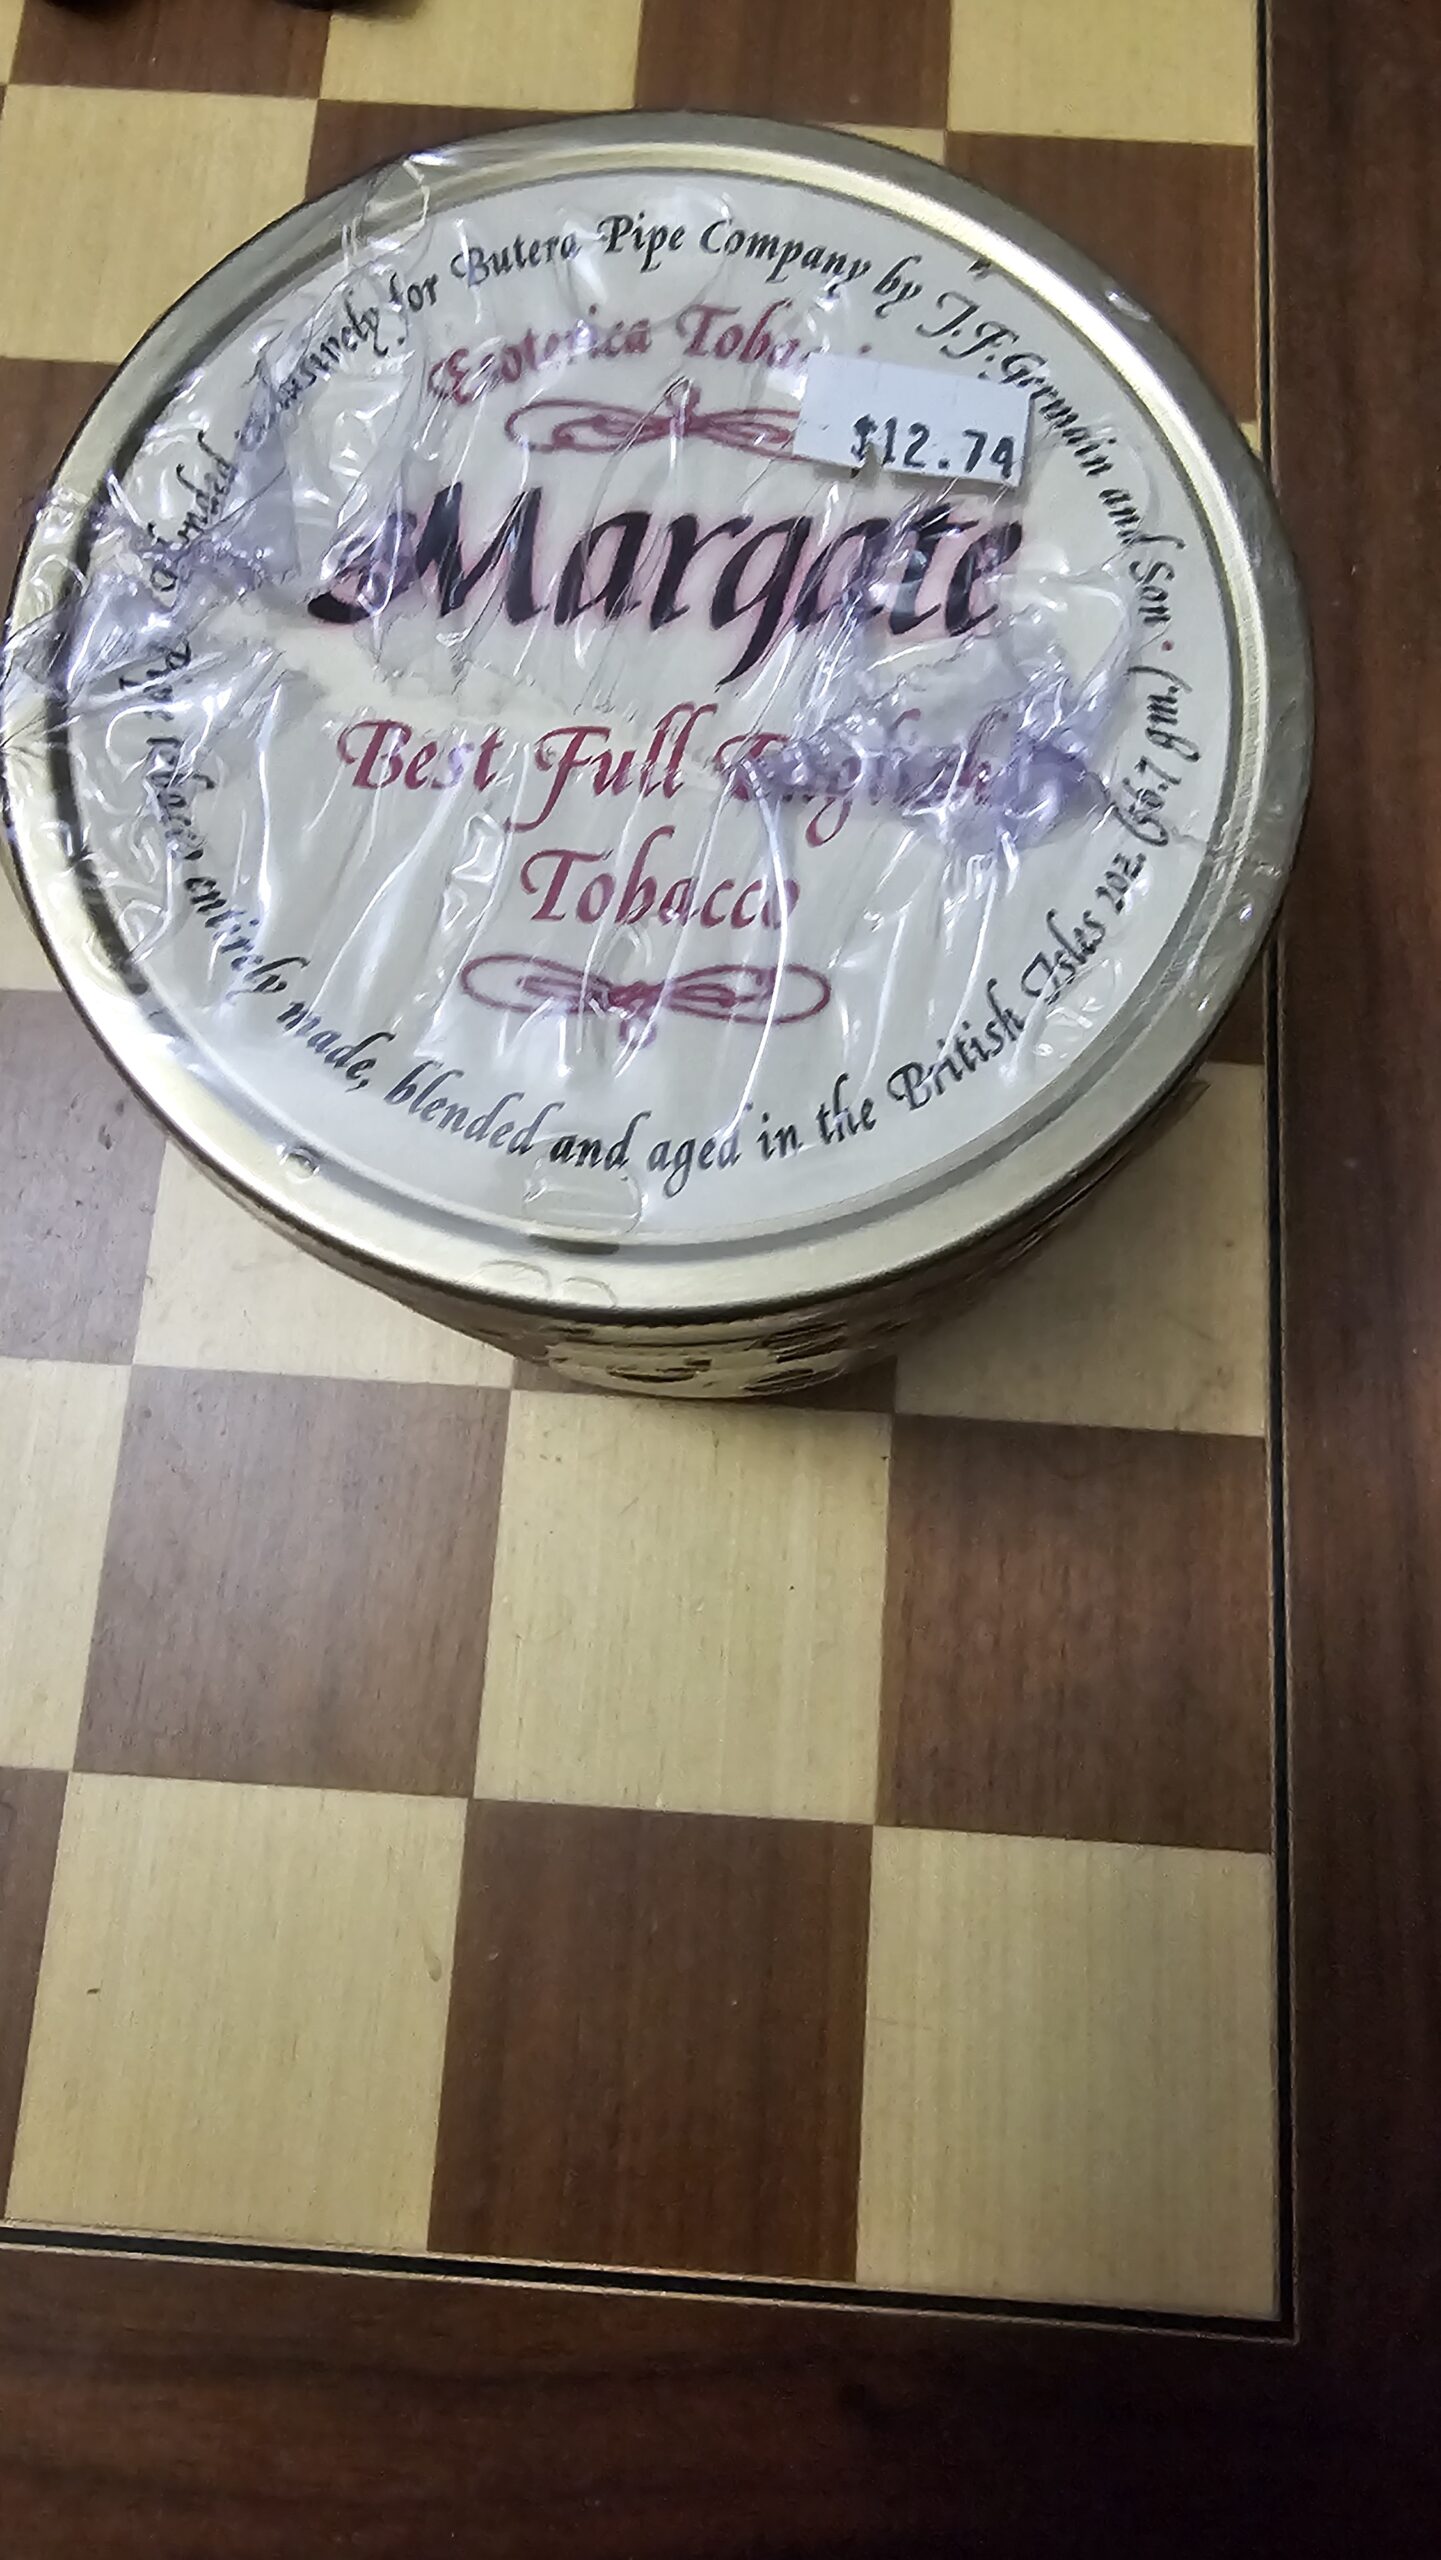 Blended exclusively for Butera Pipe Company by J.F. Germain and Son •
Esoterica
$12.74
Margate
Best Full English
Tobacco
Pipe tobacco entirely made, blended and aged in the British Isles 2oz. (56.7 gm.)